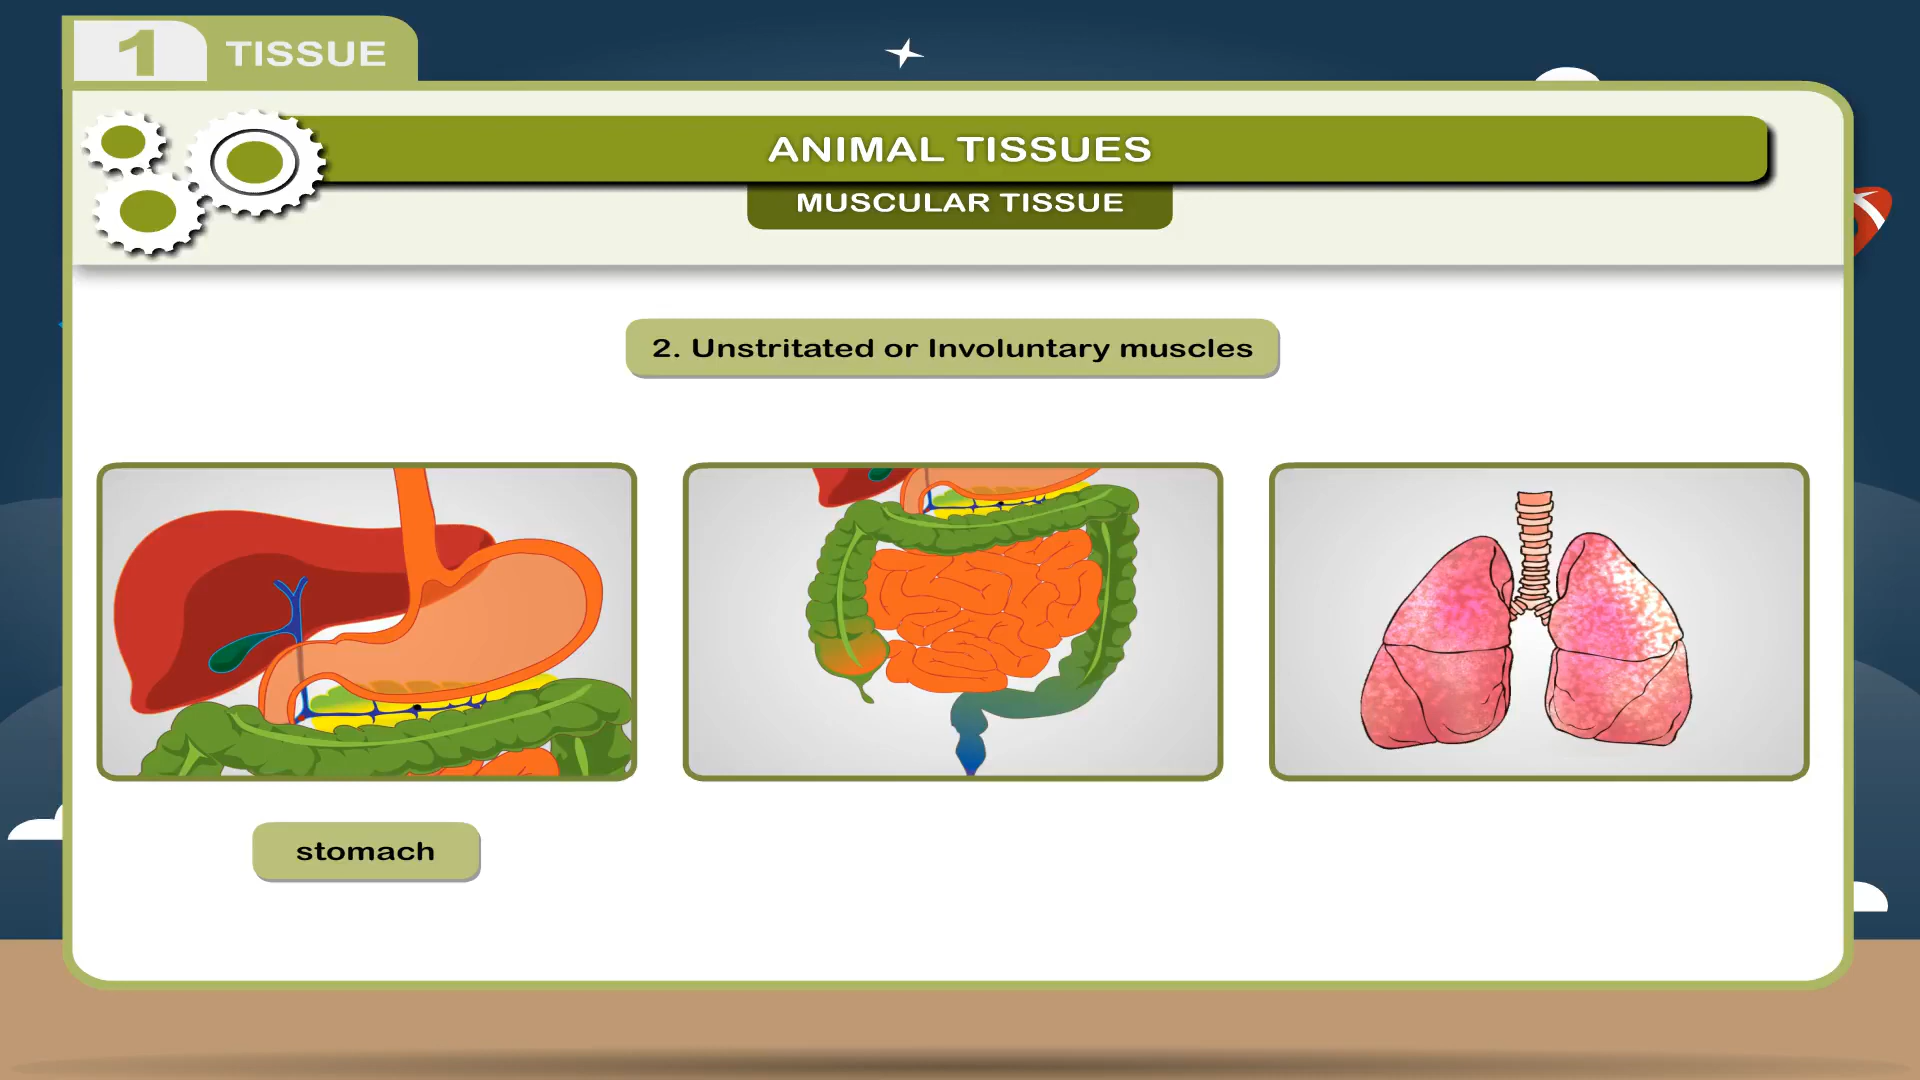 1 TISSUE
ANIMAL TISSUES
MUSCULAR TISSUE
2. Unstritated or Involuntary muscles
stomach